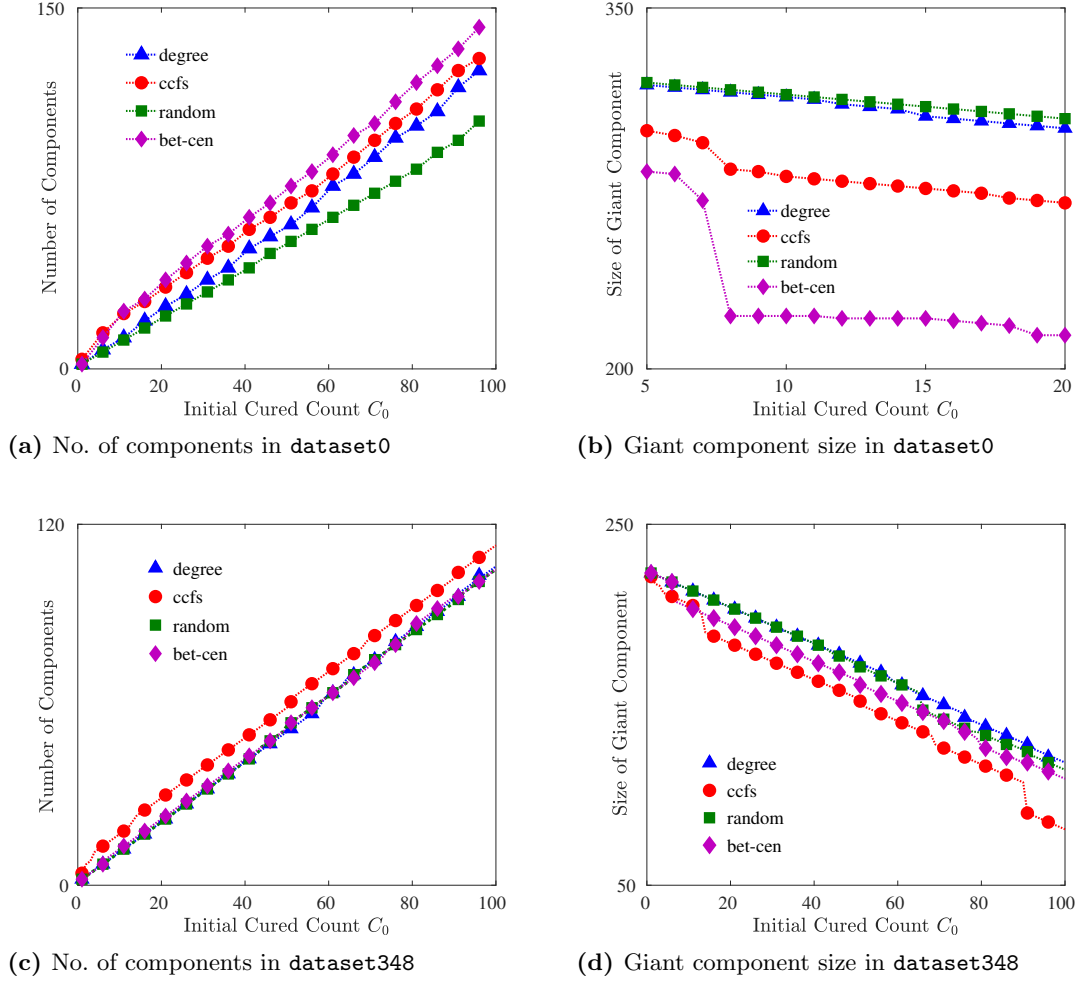 150
degree
ccfs
random
bet-cen
Number of Components
0
0 20 40 60 80 100
Initial Cured Count C₀
(a) No. of components in dataset0
350
degree
ccfs
random
bet-cen
Size of Giant Component
200
5 10 15 20
Initial Cured Count C₀
(b) Giant component size in dataset0
120
degree
ccfs
random
bet-cen
Number of Components
0
0 20 40 60 80 100
Initial Cured Count C₀
(c) No. of components in dataset348
250
degree
ccfs
random
bet-cen
Size of Giant Component
50
0 20 40 60 80 100
Initial Cured Count C₀
(d) Giant component size in dataset348